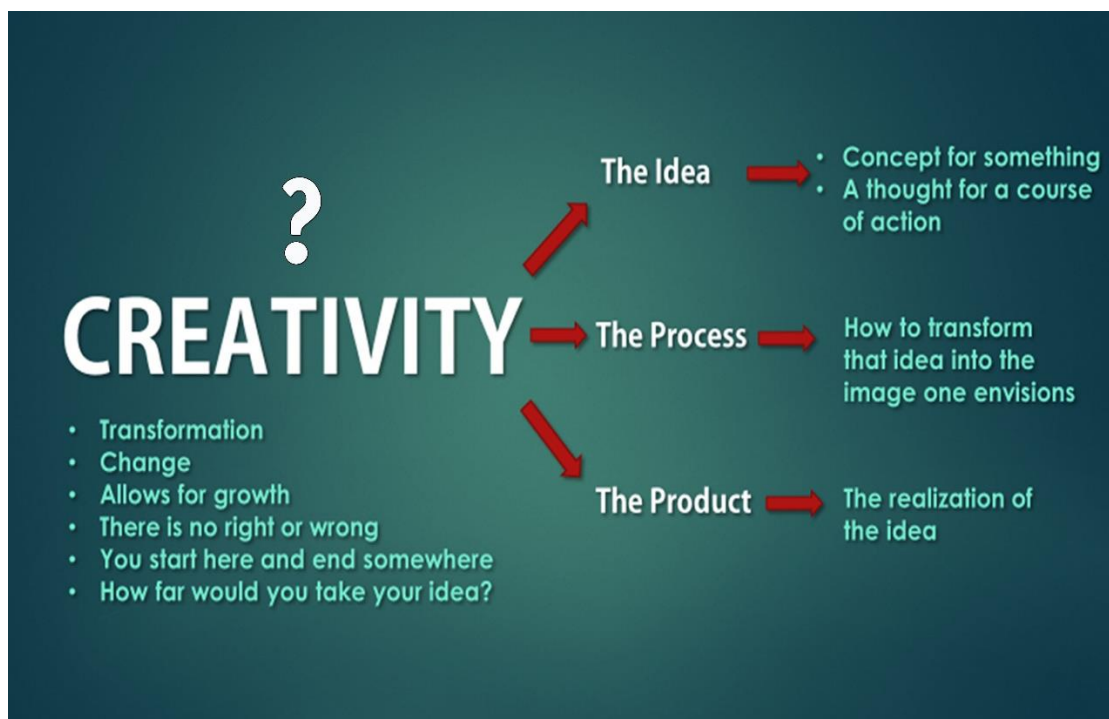 ?
CREATIVITY
• Transformation
• Change
• Allows for growth
• There is no right or wrong
• You start here and end somewhere
• How far would you take your idea?
The Idea
• Concept for something
• A thought for a course
of action
The Process
How to transform
that idea into the
image one envisions
The Product
The realization of
the idea